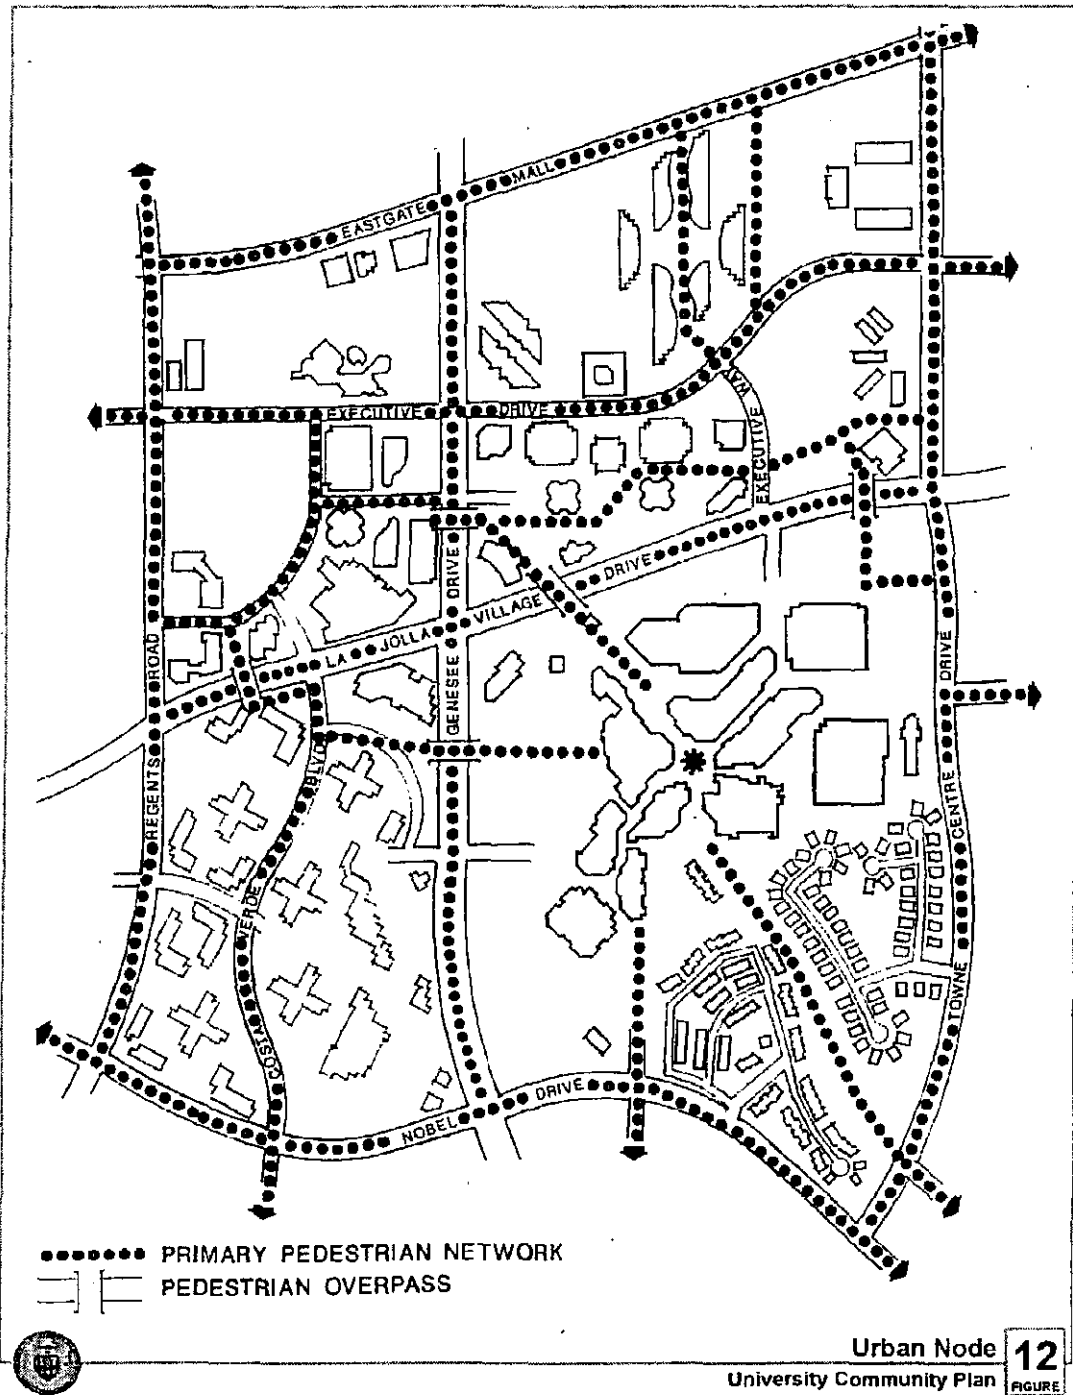 EASTGATE MALL
EXECUTIVE DRIVE
EXECUTIVE WAY
EXECUTIVE
GENESEE DRIVE
LA JOLLA VILLAGE DRIVE
REGENTS ROAD
COSTA VERDE BLVD
TOWNE CENTRE DRIVE
NOBEL DRIVE
PRIMARY PEDESTRIAN NETWORK
PEDESTRIAN OVERPASS
Urban Node
University Community Plan
12
FIGURE